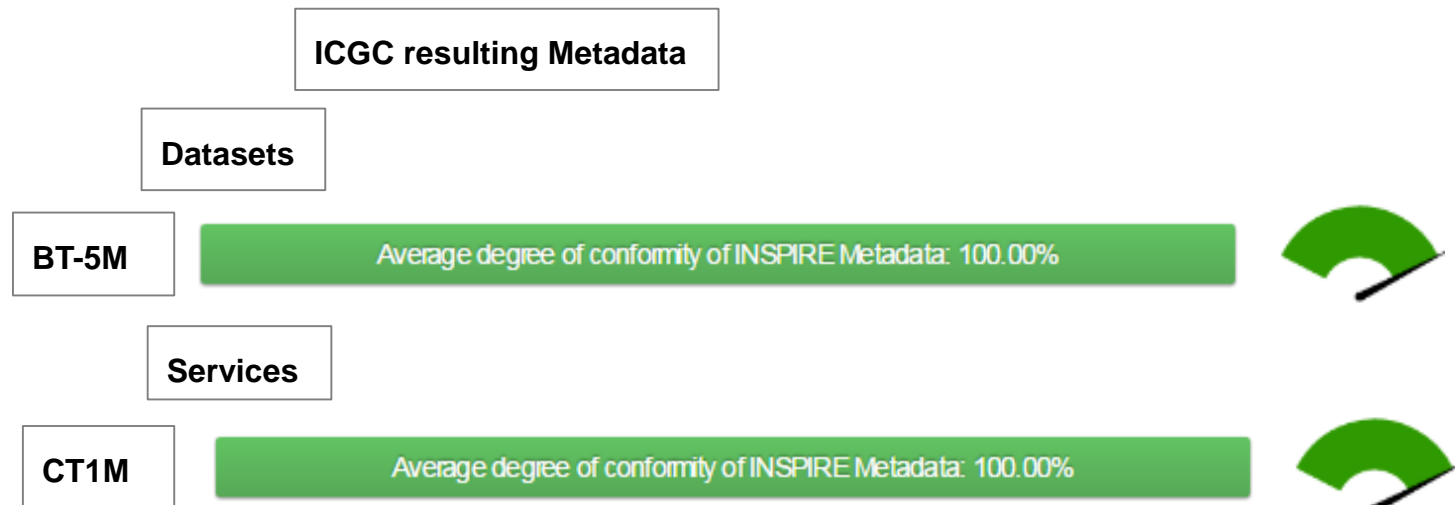 ICGC resulting Metadata
Datasets
BT-5M
Average degree of conformity of INSPIRE Metadata: 100.00%
Services
CT1M
Average degree of conformity of INSPIRE Metadata: 100.00%